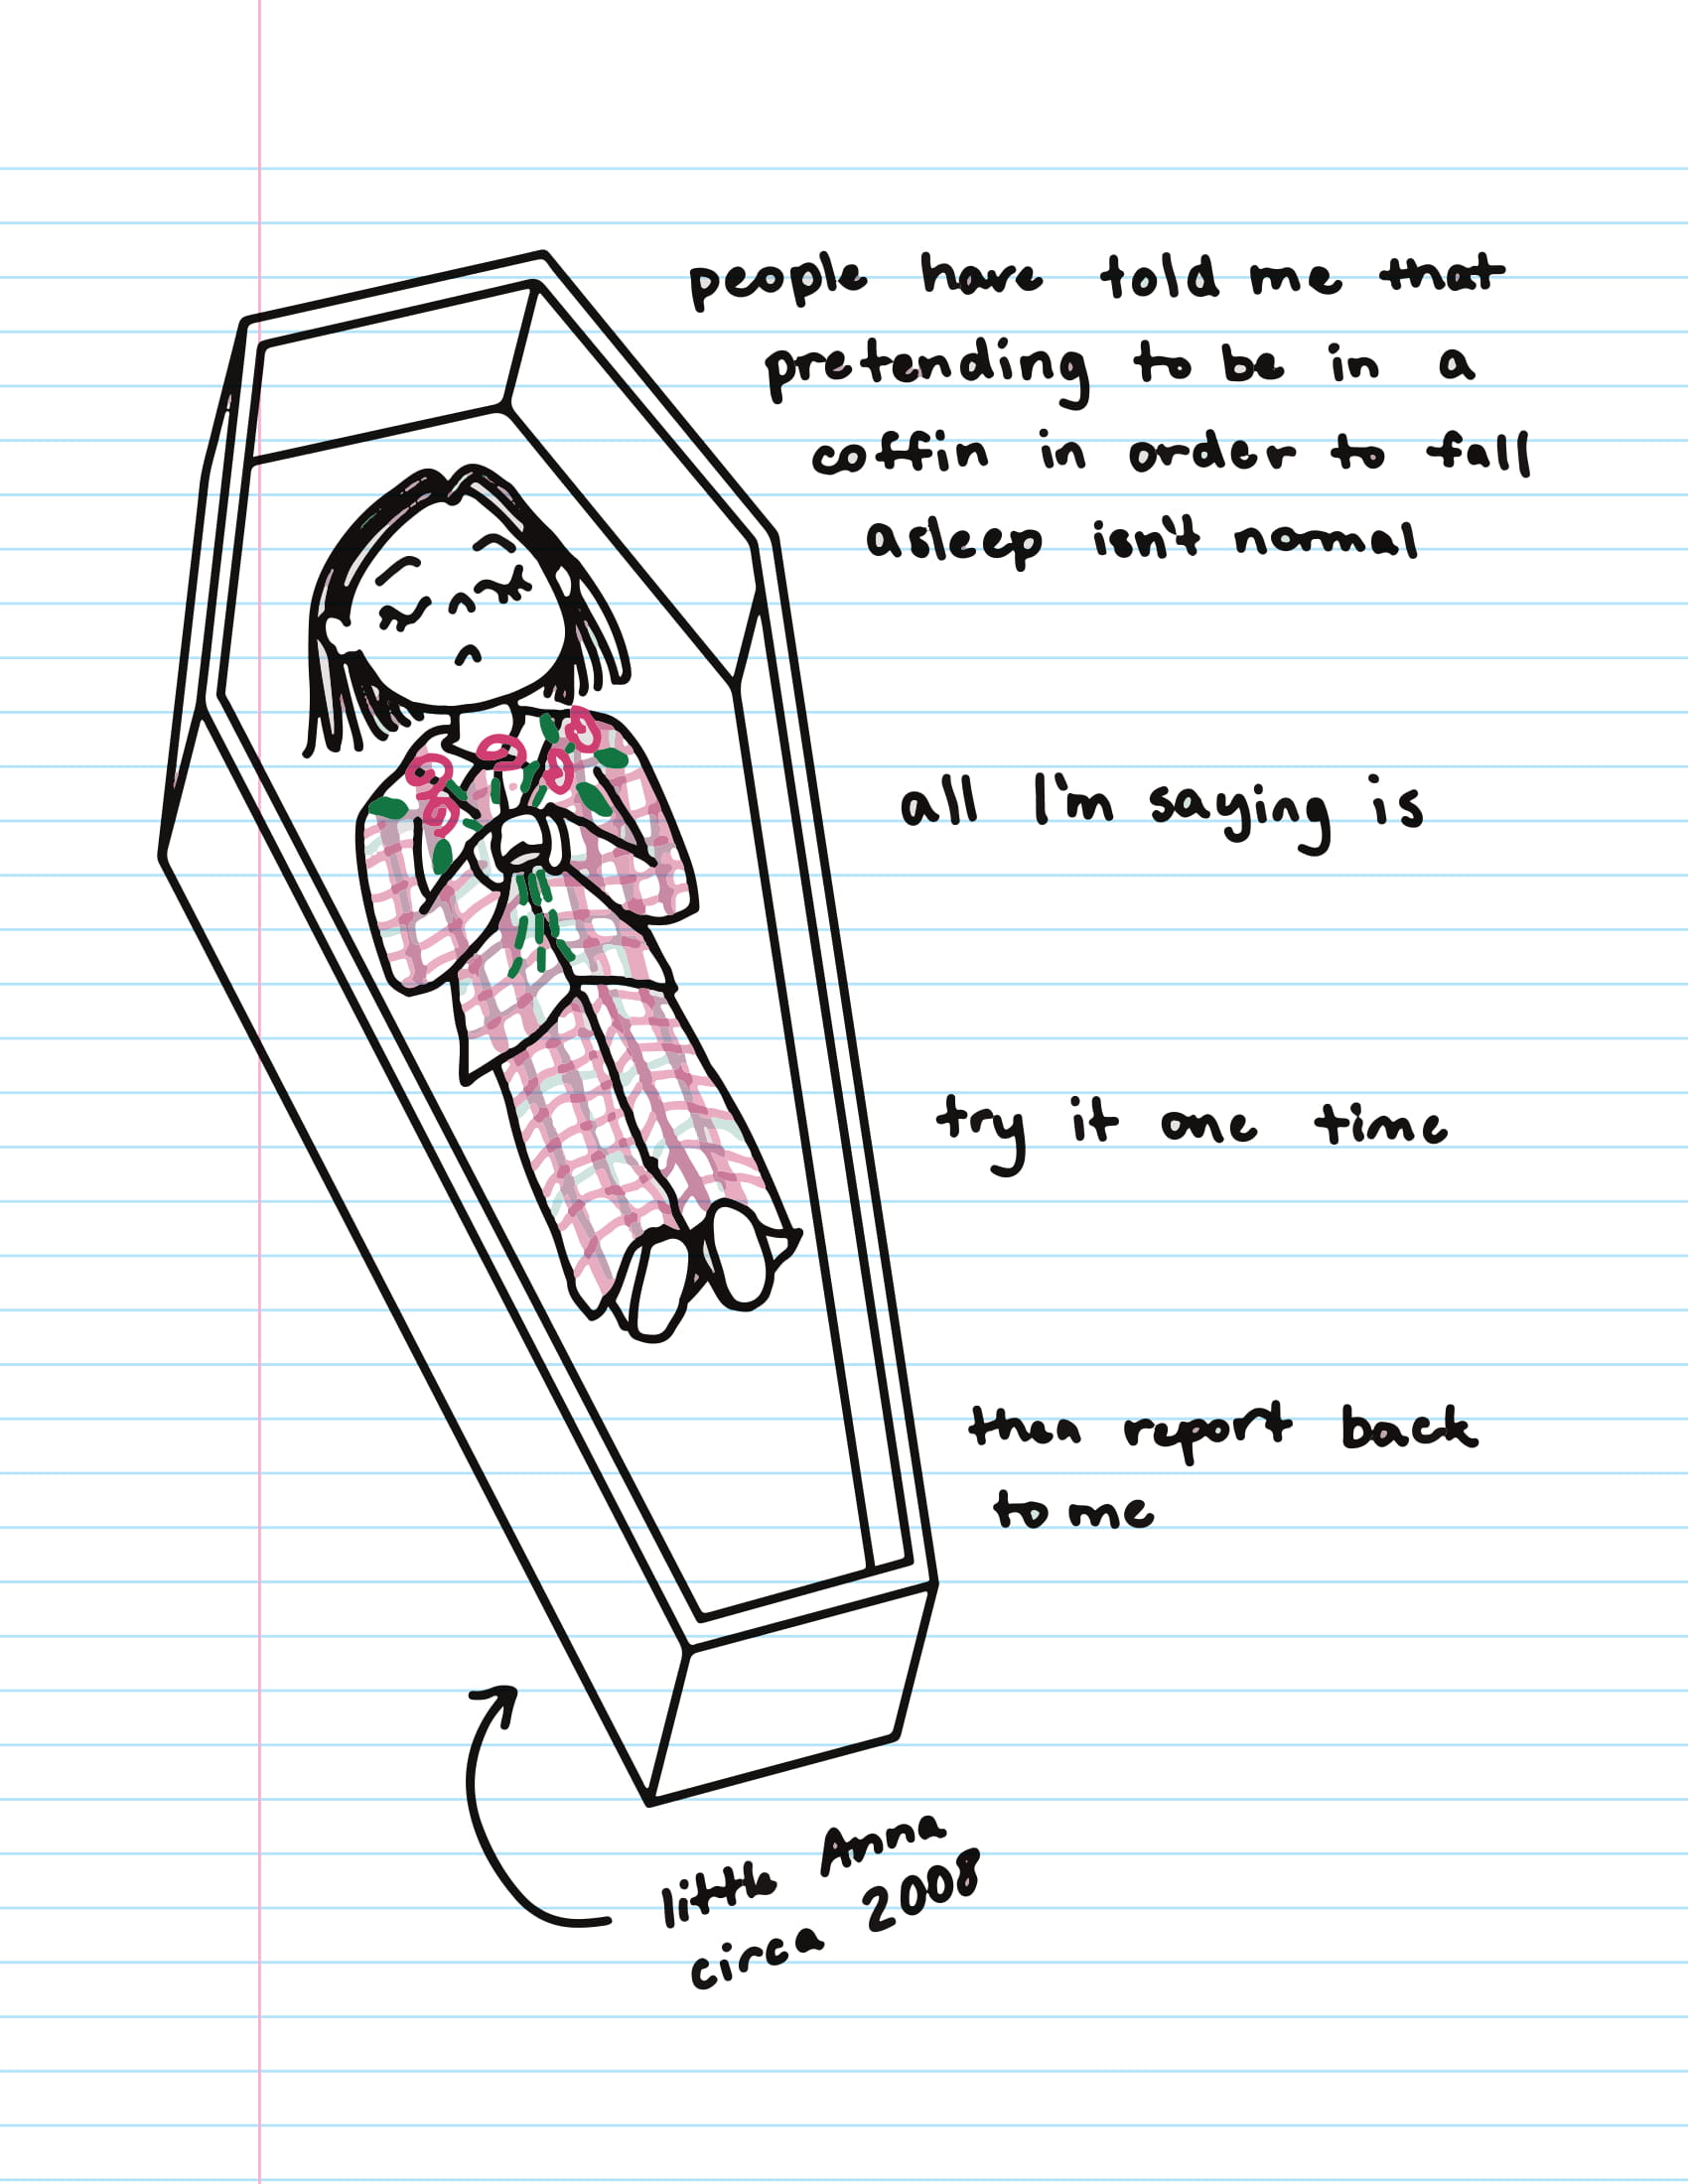 people have told me that
pretending to be in a
coffin in order to fall
asleep isn't normal
all I'm saying is
try it one time
then report back
to me
little Anna
circa 2008